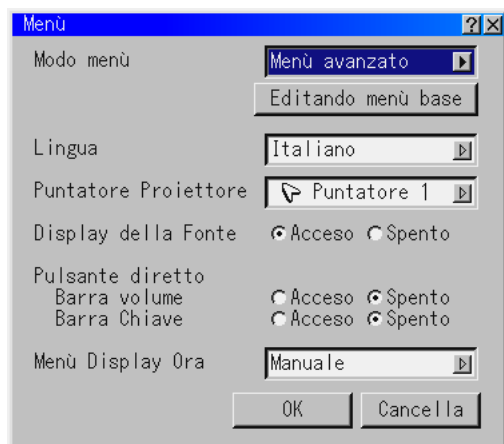 Menù
Modo menù Menù avanzato
Editando menù base
Lingua Italiano
Puntatore Proiettore Puntatore 1
Display della Fonte Acceso Spento
Pulsante diretto
Barra volume Acceso Spento
Barra Chiave Acceso Spento
Menù Display Ora Manuale
OK Cancella